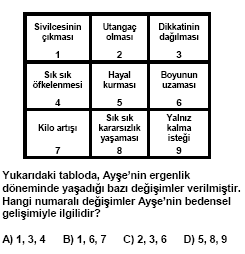 Sivilcesinin Utangaç Dikkatinin
çıkması olması dağılması
1 2 3
Sık sık Hayal Boyunun
öfkelenmesi kurması uzaması
4 5 6
Kilo artışı Sık sık Yalnız
kararsızlık kalma
yaşaması isteği
7 8 9
Yukarıdaki tabloda, Ayşe'nin ergenlik
döneminde yaşadığı bazı değişimler verilmiştir.
Hangi numaralı değişimler Ayşe'nin bedensel
gelişimiyle ilgilidir?
A) 1, 3, 4 B) 1, 6, 7 C) 2, 3, 6 D) 5, 8, 9